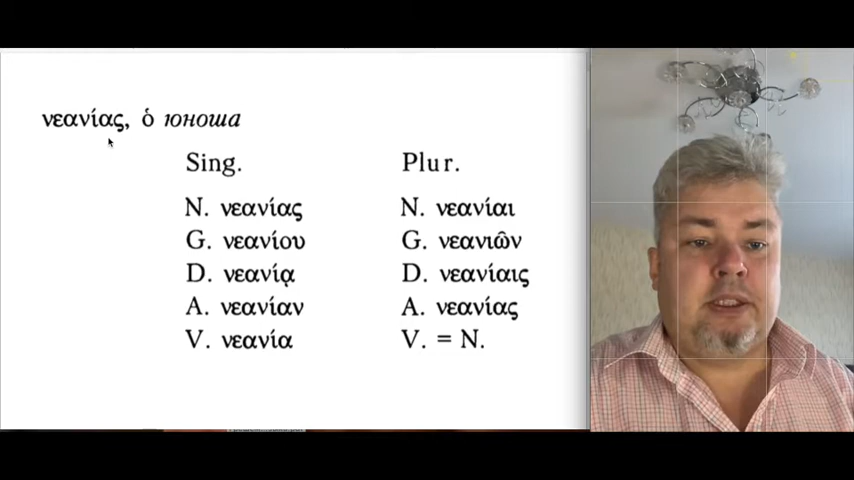 νεανίας, ὁ юноша
Sing. Plur.
N. νεανίας N. νεανίαι
G. νεανίου G. νεανιῶν
D. νεανίᾳ D. νεανίαις
A. νεανίαν A. νεανίας
V. νεανία V. = N.